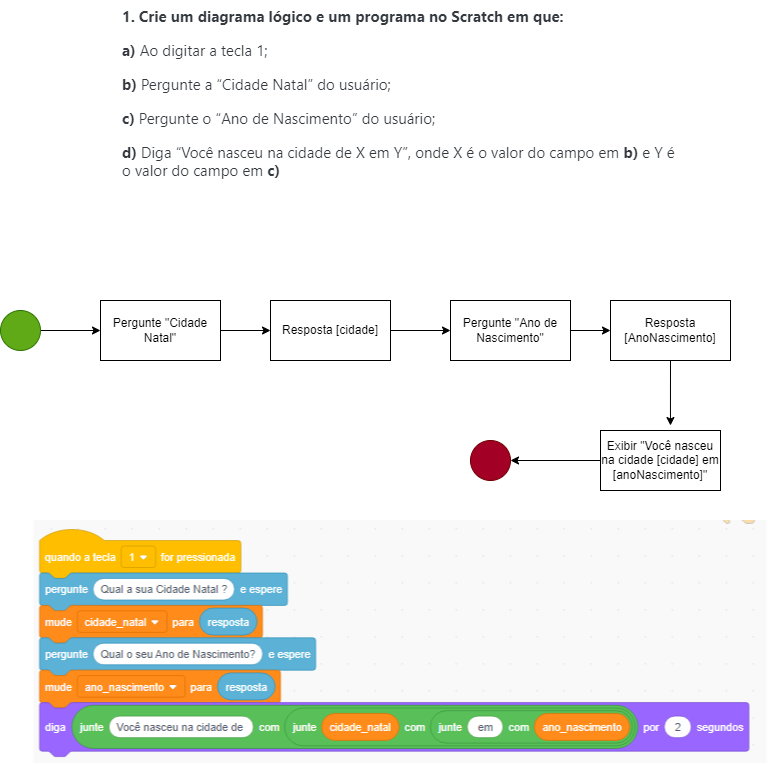 1. Crie um diagrama lógico e um programa no Scratch em que:
a) Ao digitar a tecla 1;
b) Pergunte a “Cidade Natal” do usuário;
c) Pergunte o “Ano de Nascimento” do usuário;
d) Diga “Você nasceu na cidade de X em Y”, onde X é o valor do campo em b) e Y é
o valor do campo em c)
Pergunte "Cidade
Natal"
Resposta [cidade]
Pergunte "Ano de
Nascimento"
Resposta
[AnoNascimento]
Exibir "Você nasceu
na cidade [cidade] em
[anoNascimento]"
quando a tecla 1 for pressionada
pergunte Qual a sua Cidade Natal ? e espere
mude cidade_natal para resposta
pergunte Qual o seu Ano de Nascimento? e espere
mude ano_nascimento para resposta
diga junte Você nasceu na cidade de com junte cidade_natal com junte em com ano_nascimento por 2 segundos